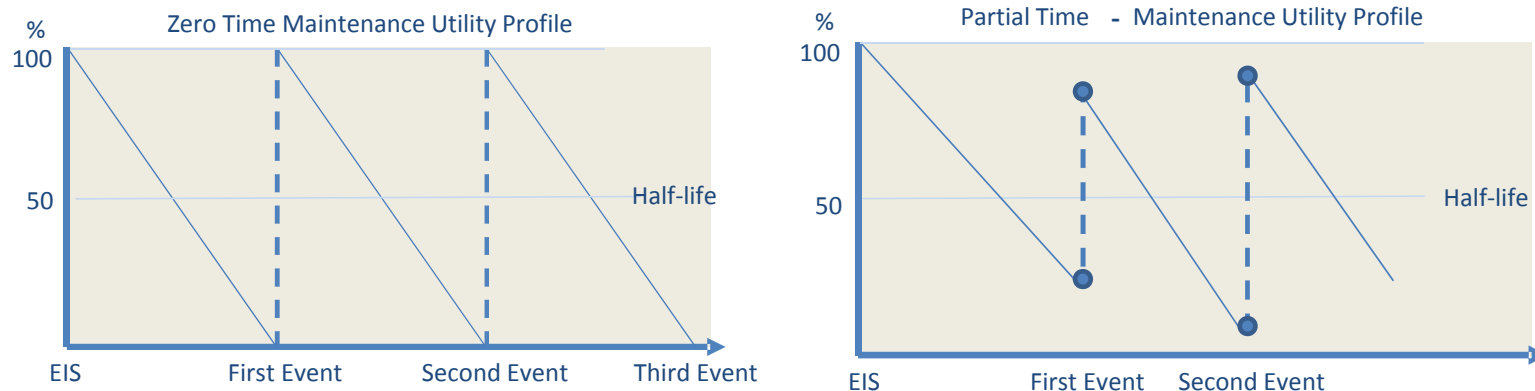 Zero Time Maintenance Utility Profile
%
100
50
Half-life
EIS First Event Second Event Third Event
Partial Time - Maintenance Utility Profile
%
100
50
Half-life
EIS First Event Second Event